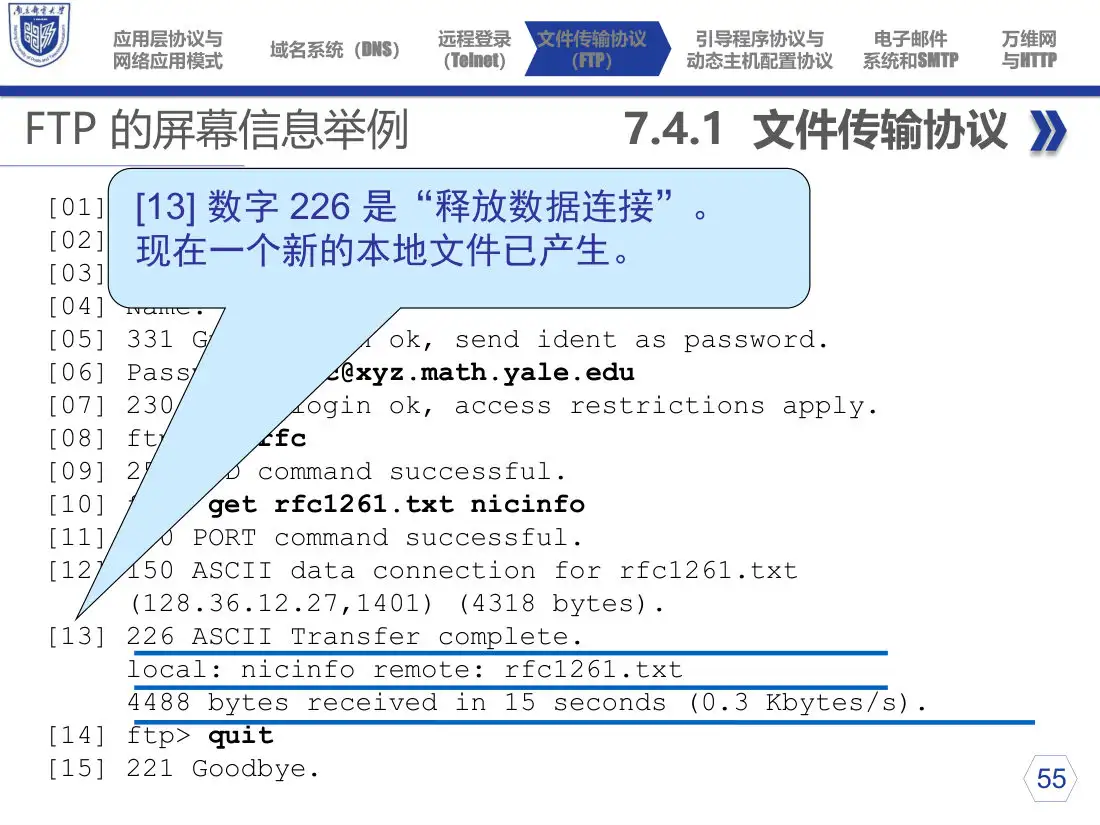 应用层协议与
网络应用模式
域名系统（DNS）
远程登录
（Telnet）
文件传输协议
（FTP）
引导程序协议与
动态主机配置协议
电子邮件
系统和SMTP
万维网
与HTTP
FTP 的屏幕信息举例
7.4.1 文件传输协议
[13] 数字 226 是“释放数据连接”。
现在一个新的本地文件已产生。
[01]
[02]
[03]
[04] Name:
[05] 331 G ok, send ident as password.
[06] Pass c@xyz.math.yale.edu
[07] 230 login ok, access restrictions apply.
[08] ftp rfc
[09] 25 D command successful.
[10] get rfc1261.txt nicinfo
[11] 0 PORT command successful.
[12] 150 ASCII data connection for rfc1261.txt
(128.36.12.27,1401) (4318 bytes).
[13] 226 ASCII Transfer complete.
local: nicinfo remote: rfc1261.txt
4488 bytes received in 15 seconds (0.3 Kbytes/s).
[14] ftp> quit
[15] 221 Goodbye.
55